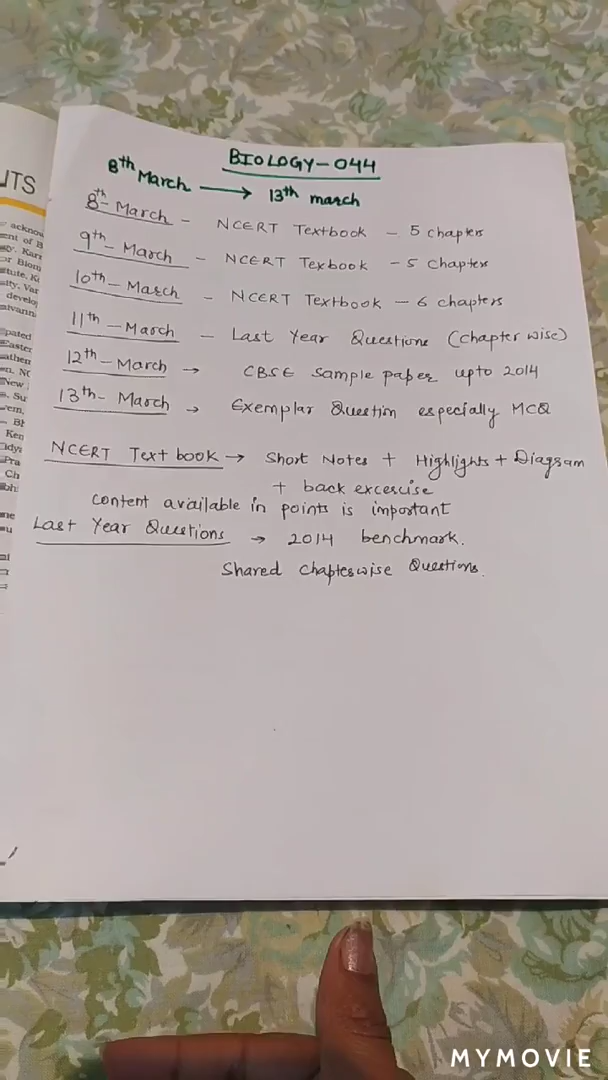 BIOLOGY-044
8th March → 13th march
8th - March - NCERT Textbook - 5 chapters
9th - March - NCERT Texbook - 5 Chapters
10th - March - NCERT Textbook - 6 chapters
11th - March - Last Year Questions (chapter wise)
12th - March → CBSE Sample paper upto 2014
13th - March → Exemplar Question especially MCQ
NCERT Text book → Short Notes + Highlights + Diagram
+ back excercise
content available in points is important
Last Year Questions → 2014 benchmark.
Shared Chapterwise Questions.
MYMOVIE